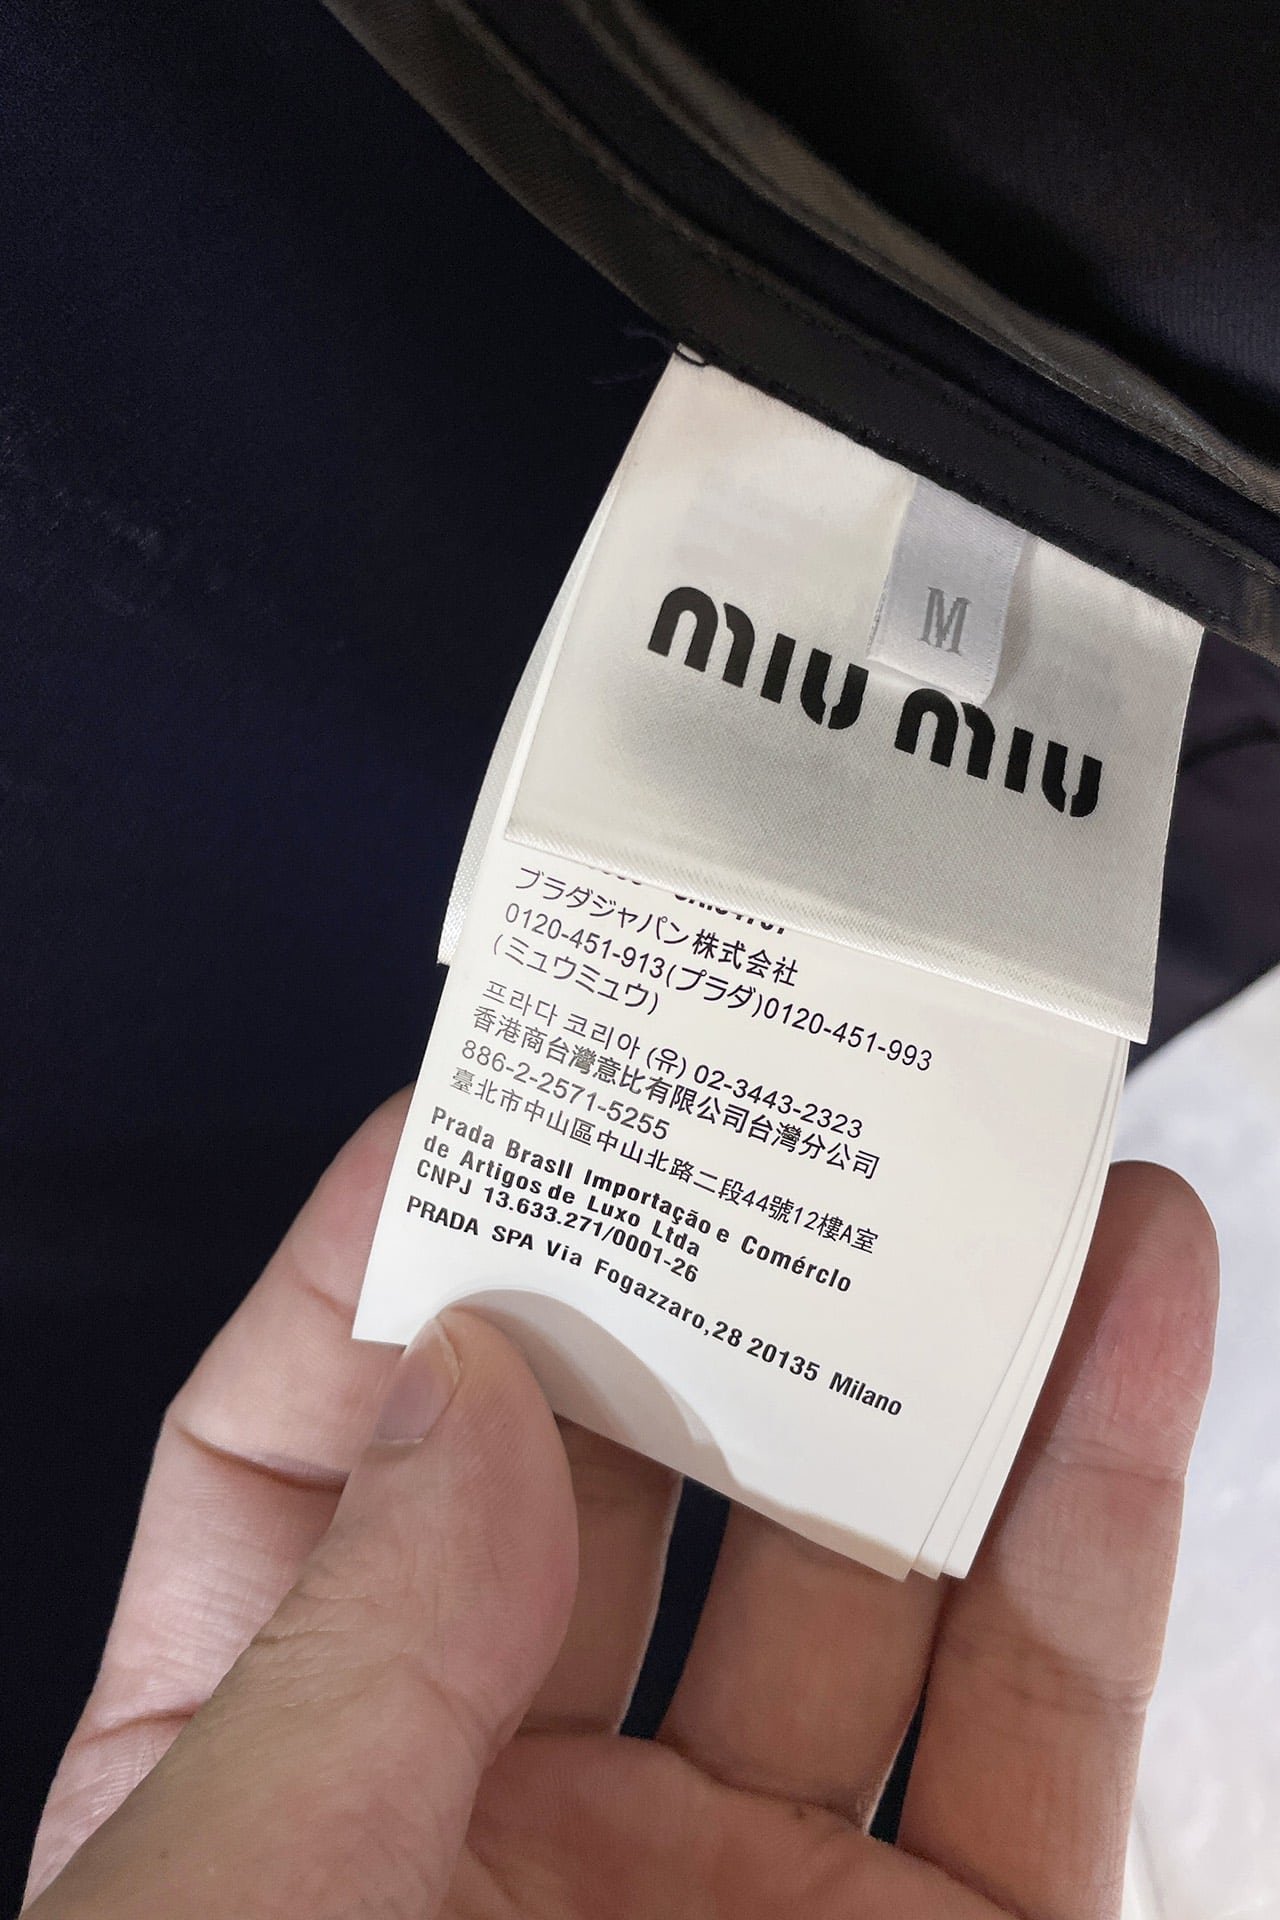 M
miu miu
プラダジャパン株式会社
0120-451-913(プラダ)0120-451-993
(ミュウミュウ)
프라다 코리아 (유) 02-3443-2323
香港商台灣意比有限公司台灣分公司
886-2-2571-5255
臺北市中山區中山北路二段44號12樓A室
Prada Brasil Importação e Comércio
de Artigos de Luxo Ltda
CNPJ 13.633.271/0001-26
PRADA SPA Via Fogazzaro,28 20135 Milano